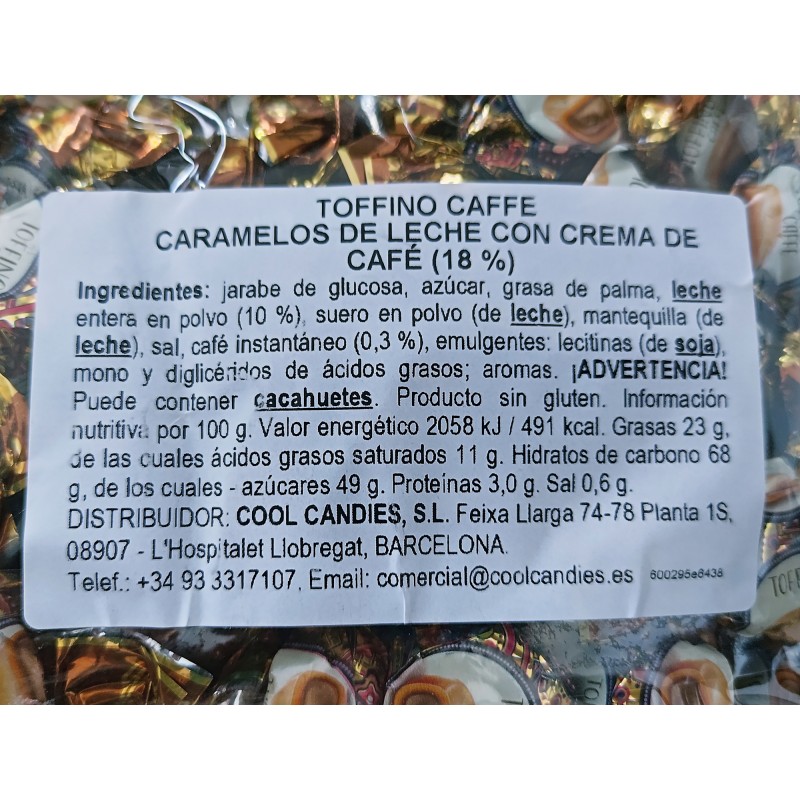 TOFFINO CAFFE
CARAMELOS DE LECHE CON CREMA DE
CAFÉ (18 %)
Ingredientes: jarabe de glucosa, azúcar, grasa de palma, leche
entera en polvo (10 %), suero en polvo (de leche), mantequilla (de
leche), sal, café instantáneo (0,3 %), emulgentes: lecitinas (de soja),
mono y diglicéridos de ácidos grasos; aromas. ¡ADVERTENCIA!
Puede contener cacahuetes. Producto sin gluten. Información
nutritiva por 100 g. Valor energético 2058 kJ / 491 kcal. Grasas 23 g,
de las cuales ácidos grasos saturados 11 g. Hidratos de carbono 68
g, de los cuales - azúcares 49 g. Proteinas 3,0 g. Sal 0,6 g.
DISTRIBUIDOR: COOL CANDIES, S.L. Feixa Llarga 74-78 Planta 1S,
08907 - L'Hospitalet Llobregat, BARCELONA.
Telef.: +34 93 3317107, Email: comercial@coolcandies.es